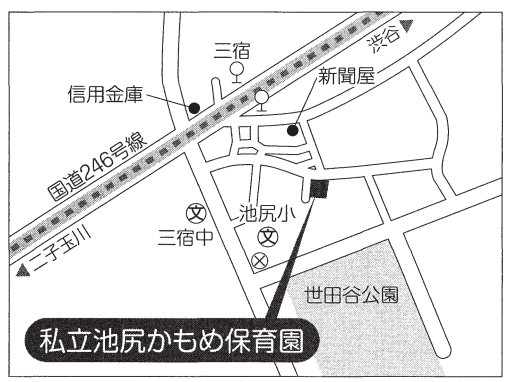 三宿
渋谷
信用金庫
新聞屋
国道246号線
文
池尻小
三宿中
文
二子玉川
世田谷公園
私立池尻かもめ保育園